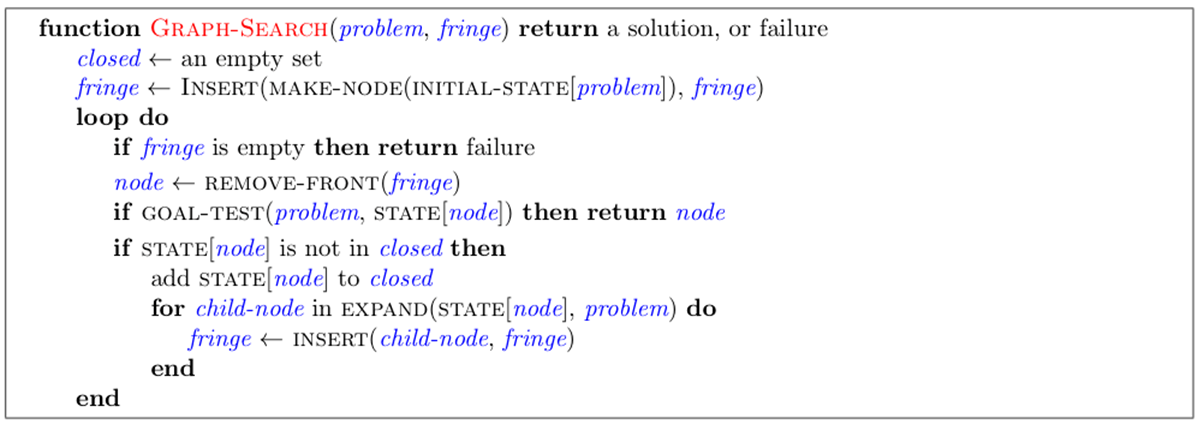 function GRAPH-SEARCH(problem, fringe) return a solution, or failure
closed ← an empty set
fringe ← INSERT(MAKE-NODE(INITIAL-STATE[problem]), fringe)
loop do
if fringe is empty then return failure
node ← REMOVE-FRONT(fringe)
if GOAL-TEST(problem, STATE[node]) then return node
if STATE[node] is not in closed then
add STATE[node] to closed
for child-node in EXPAND(STATE[node], problem) do
fringe ← INSERT(child-node, fringe)
end
end